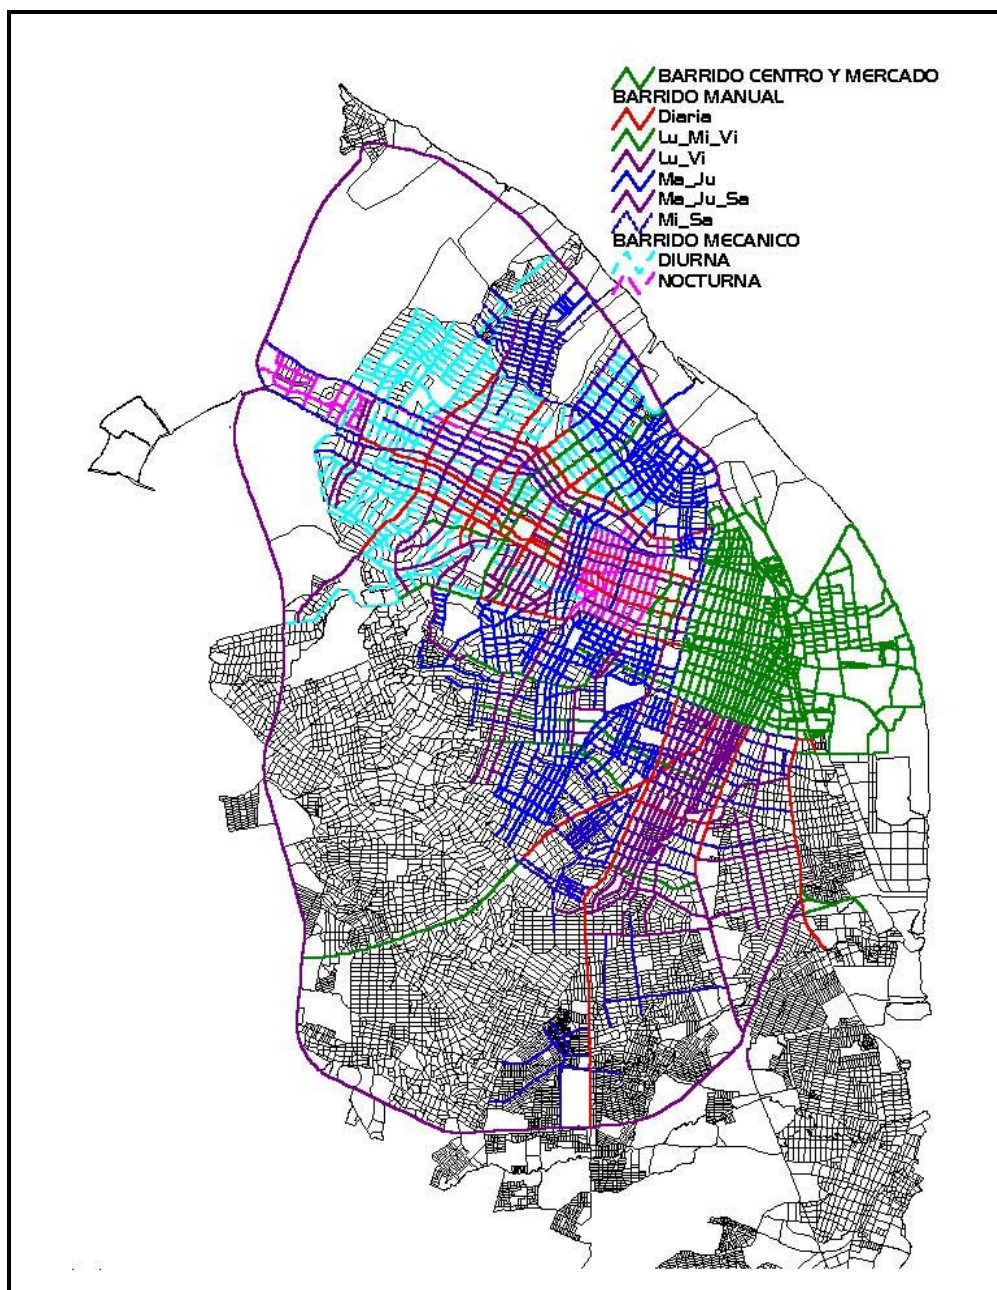 BARRIDO CENTRO Y MERCADO
BARRIDO MANUAL
Diaria
Lu_Mi_Vi
Lu_Vi
Ma_Ju
Ma_Ju_Sa
Mi_Sa
BARRIDO MECANICO
DIURNA
NOCTURNA